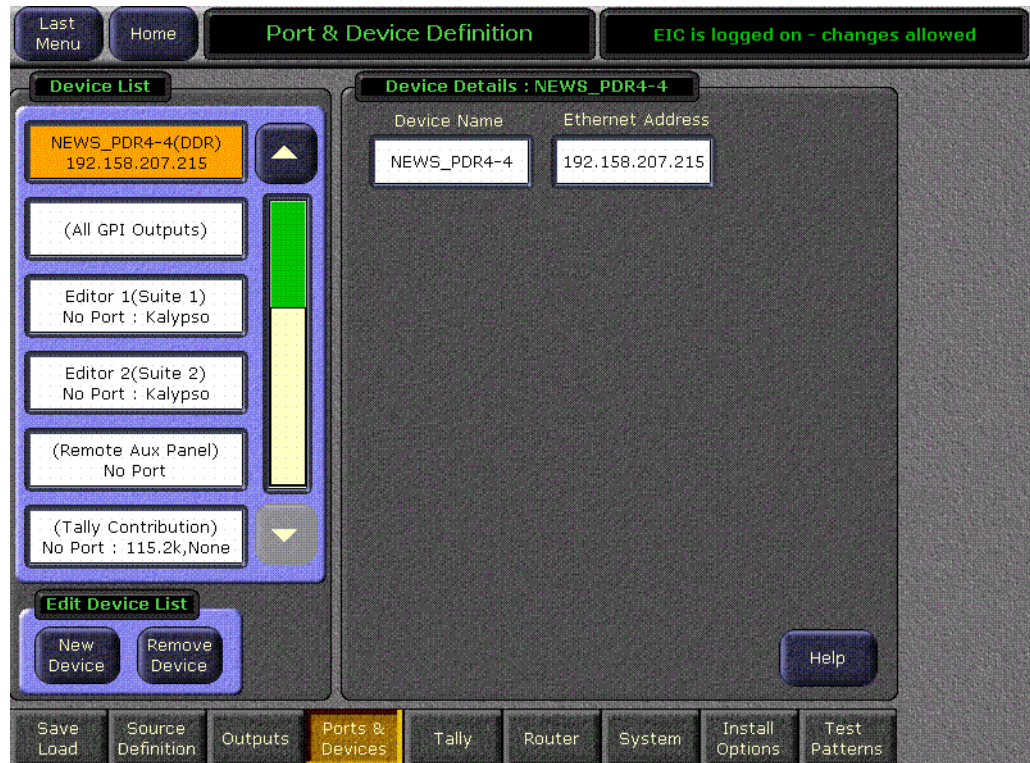 Last
Menu
Home
Port & Device Definition
EIC is logged on - changes allowed
Device List
NEWS_PDR4-4(DDR)
192.158.207.215
(All GPI Outputs)
Editor 1(Suite 1)
No Port : Kalypso
Editor 2(Suite 2)
No Port : Kalypso
(Remote Aux Panel)
No Port
(Tally Contribution)
No Port : 115.2k,None
Edit Device List
New
Device
Remove
Device
Device Details : NEWS_PDR4-4
Device Name
Ethernet Address
NEWS_PDR4-4
192.158.207.215
Help
Save
Load
Source
Definition
Outputs
Ports &
Devices
Tally
Router
System
Install
Options
Test
Patterns